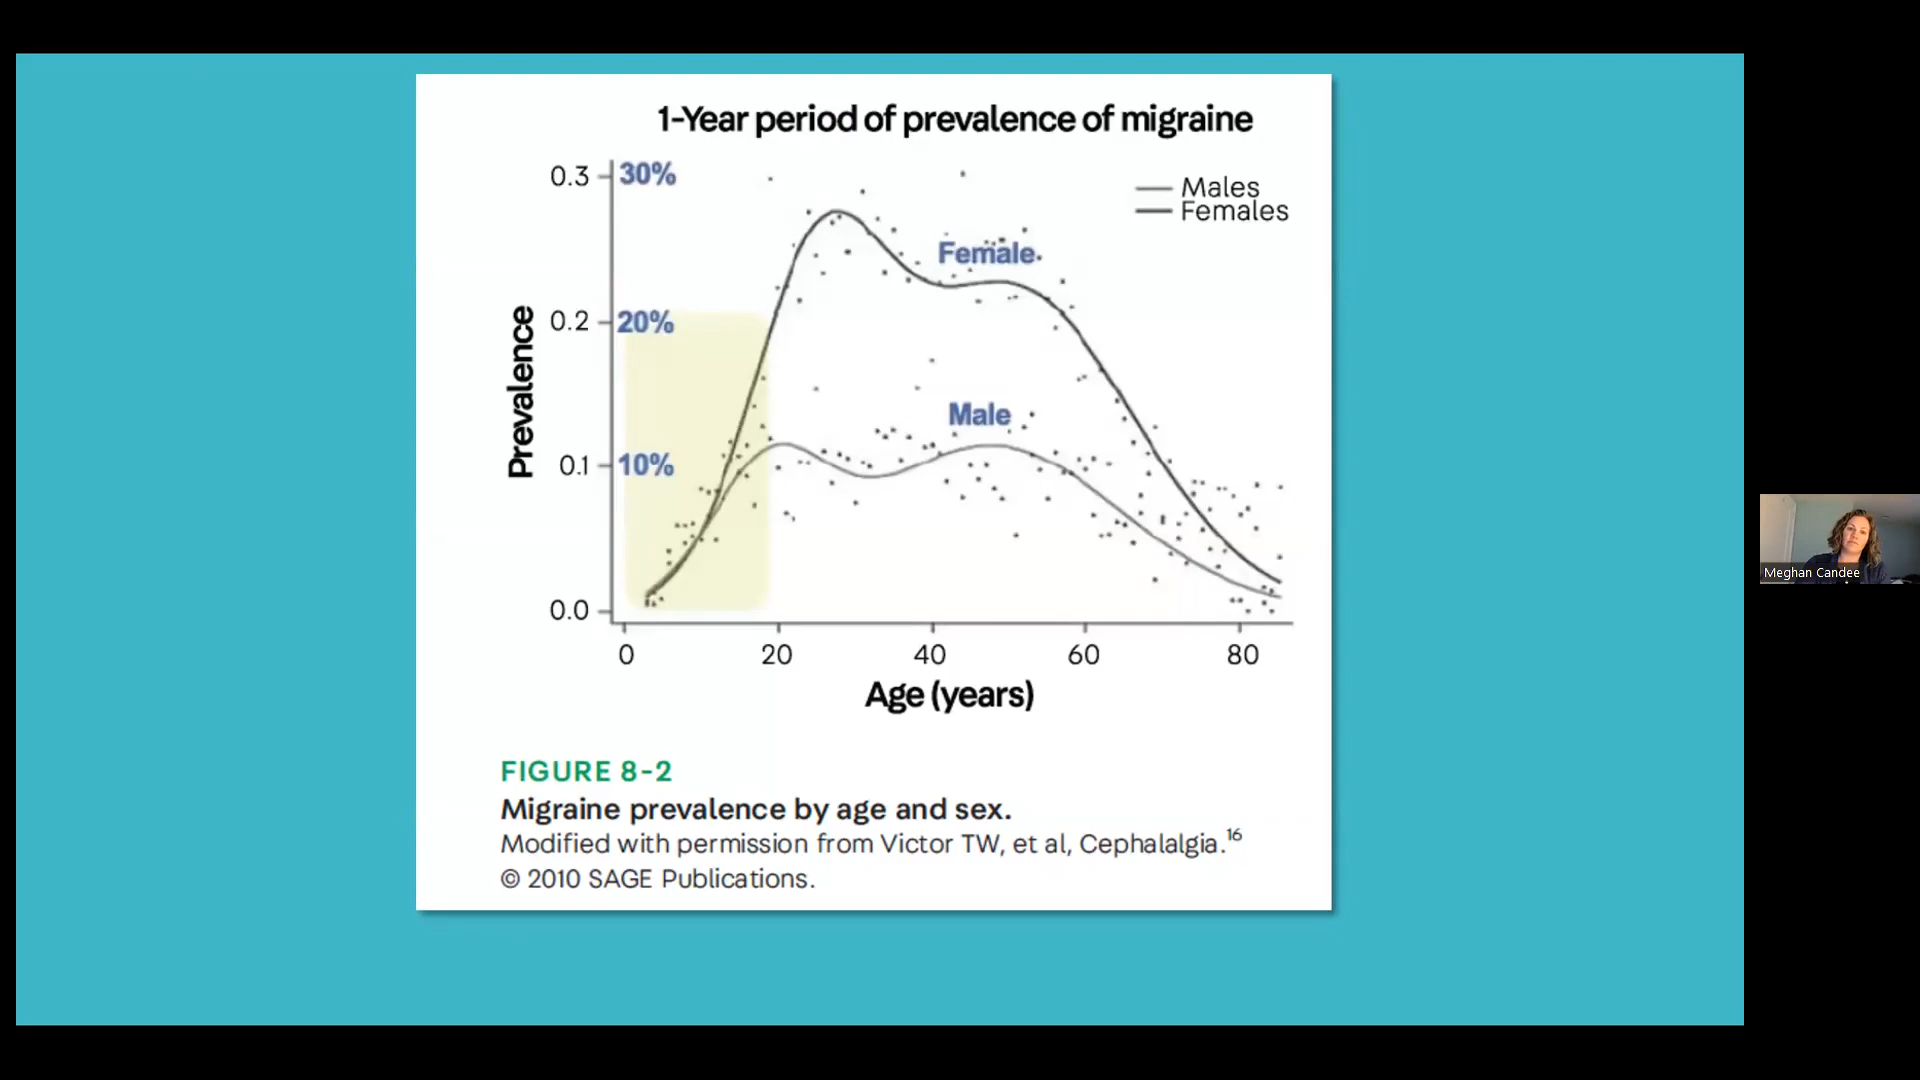 1-Year period of prevalence of migraine
0.3
30%
Males
Females
Female
0.2
20%
Prevalence
Male
0.1
10%
0.0
0
20
40
60
80
Age (years)
FIGURE 8-2
Migraine prevalence by age and sex.
Modified with permission from Victor TW, et al, Cephalalgia.16
© 2010 SAGE Publications.
Meghan Candee